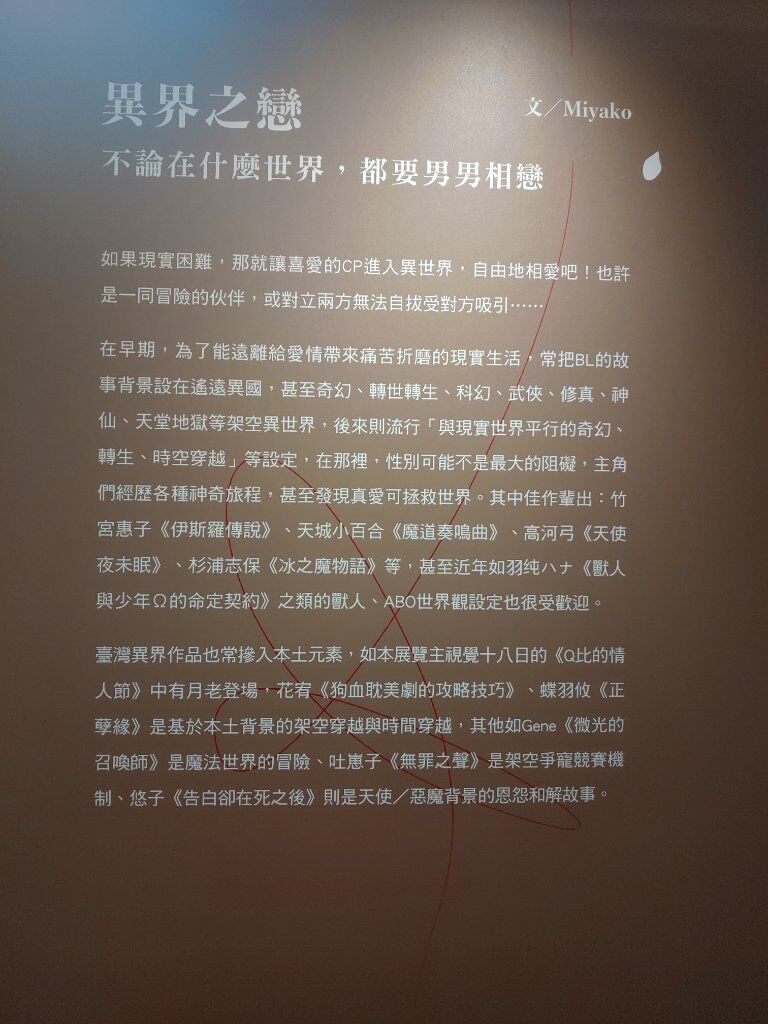 異界之戀
文／Miyako
不論在什麼世界，都要男男相戀
如果現實困難，那就讓喜愛的CP進入異世界，自由地相愛吧！也許
是一同冒險的伙伴，或對立兩方無法自拔受對方吸引⋯⋯
在早期，為了能遠離給愛情帶來痛苦折磨的現實生活，常把BL的故
事背景設在遙遠異國，甚至奇幻、轉世轉生、科幻、武俠、修真、神
仙、天堂地獄等架空異世界，後來則流行「與現實世界平行的奇幻、
轉生、時空穿越」等設定，在那裡，性別可能不是最大的阻礙，主角
們經歷各種神奇旅程，甚至發現真愛可拯救世界。其中佳作輩出：竹
宮惠子《伊斯羅傳說》、天城小百合《魔道奏鳴曲》、高河弓《天使
夜未眠》、杉浦志保《冰之魔物語》等，甚至近年如羽純ハナ《獸人
與少年Ω的命定契約》之類的獸人、ABO世界觀設定也很受歡迎。
臺灣異界作品也常摻入本土元素，如本展覽主視覺十八日的《Q比的情
人節》中有月老登場，花宥《狗血耽美劇的攻略技巧》、蝶羽攸《正
孽緣》是基於本土背景的架空穿越與時間穿越，其他如Gene《微光的
召喚師》是魔法世界的冒險、吐崽子《無罪之聲》是架空爭寵競賽機
制、悠子《告白卻在死之後》則是天使／惡魔背景的恩怨和解故事。